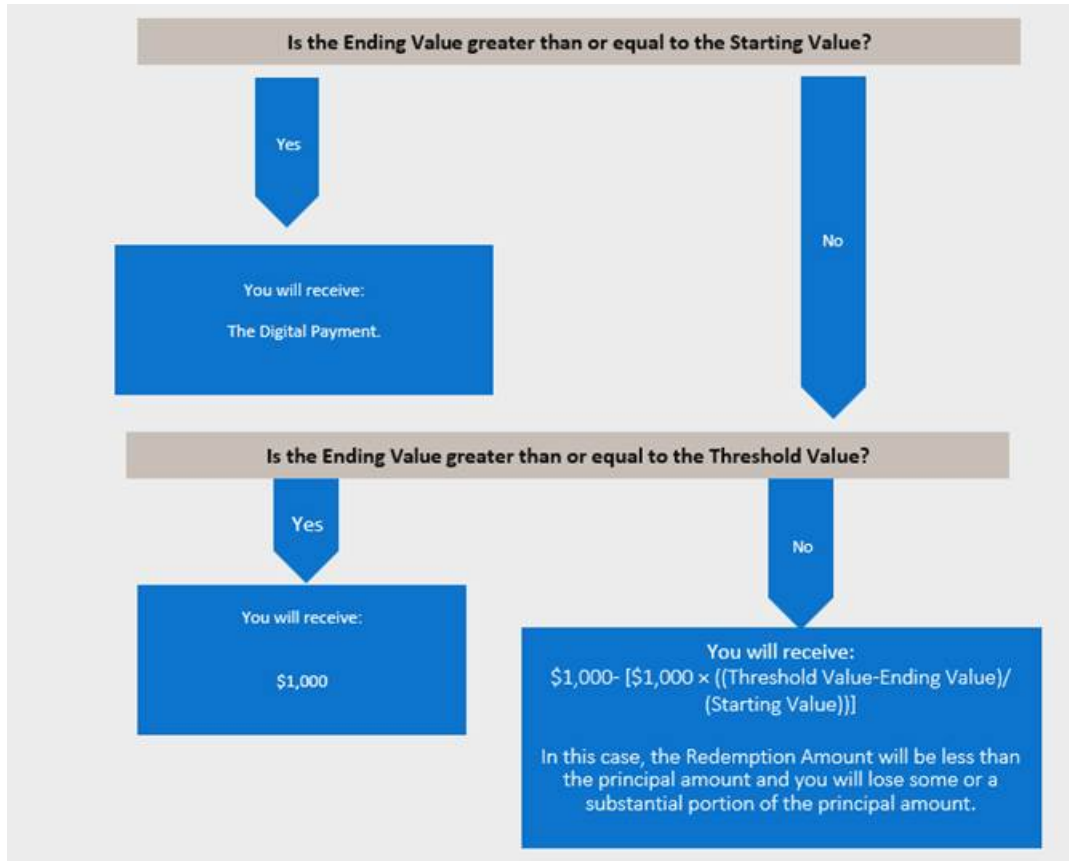 Is the Ending Value greater than or equal to the Starting Value?
Yes
No
You will receive:
The Digital Payment.
Is the Ending Value greater than or equal to the Threshold Value?
Yes
No
You will receive:
$1,000
You will receive:
$1,000- [$1,000 × ((Threshold Value-Ending Value)/
(Starting Value))]
In this case, the Redemption Amount will be less than
the principal amount and you will lose some or a
substantial portion of the principal amount.